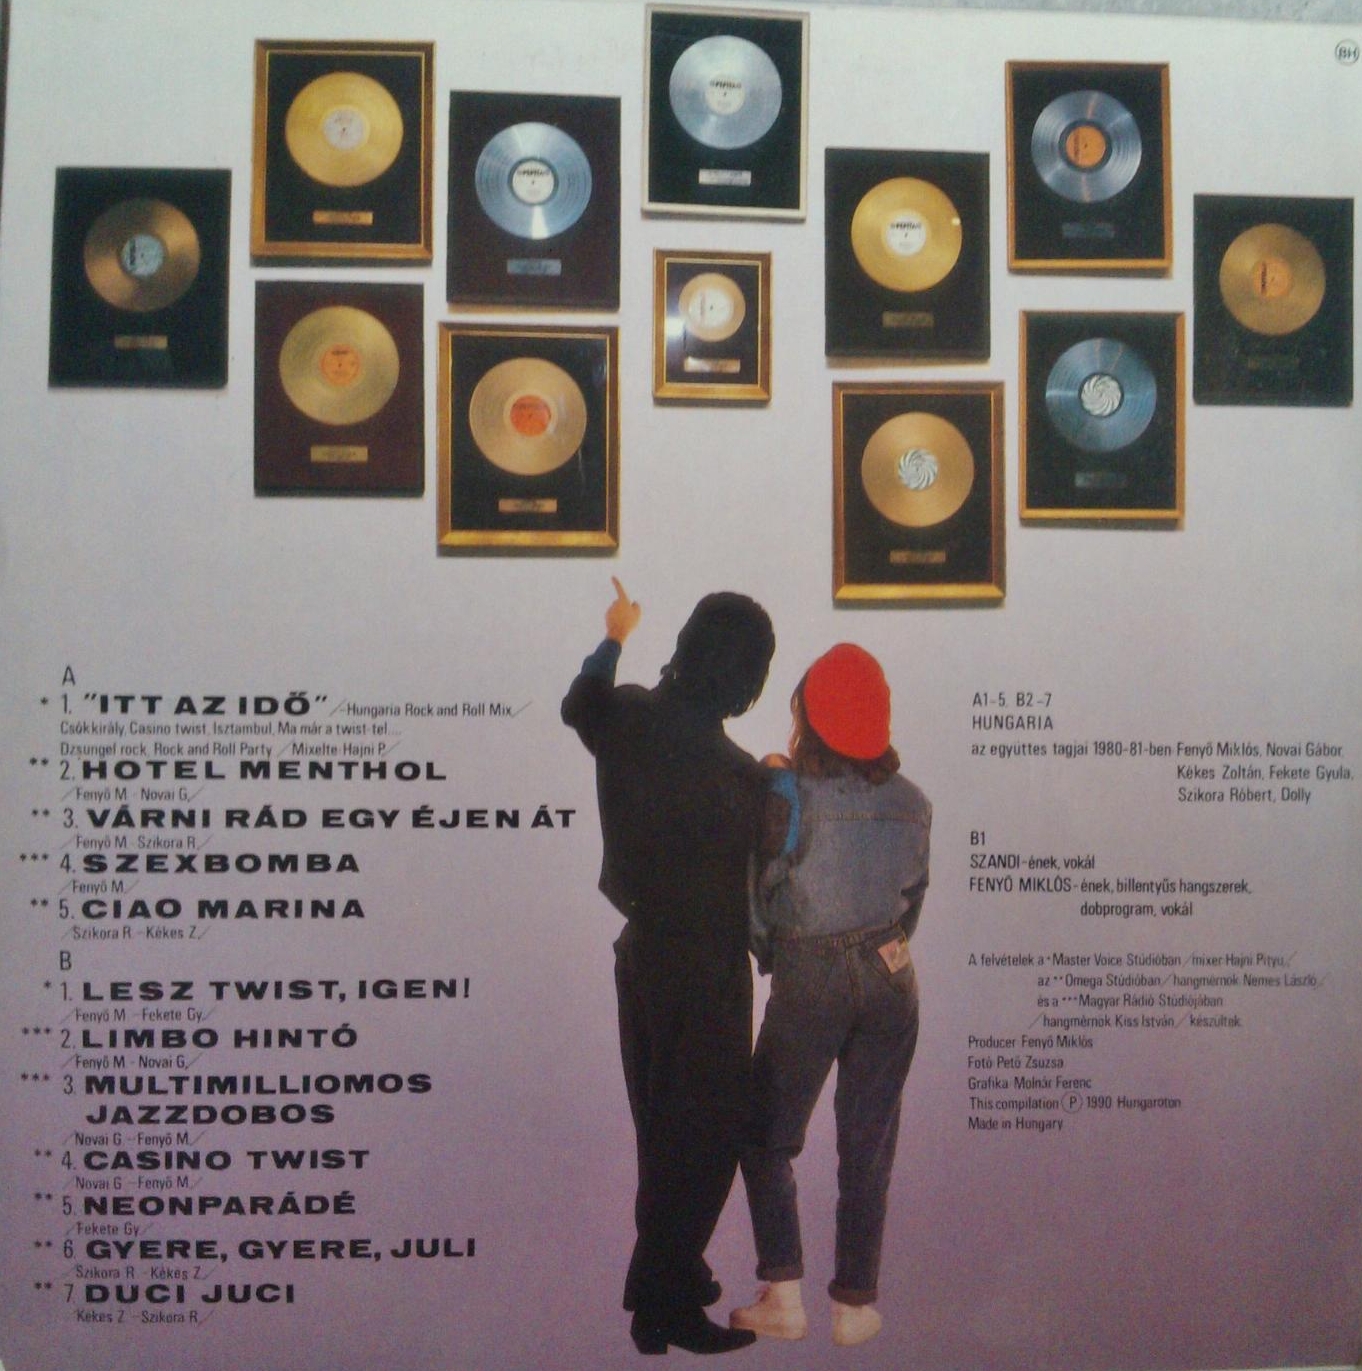 BH
A
* 1. "ITT AZ IDŐ" /-Hungaria Rock and Roll Mix/
Csókkirály, Casino twist, Isztambul, Ma már a twist-tel....
Dzsungel rock, Rock and Roll Party / Mixelte Hajni P./
** 2. HOTEL MENTHOL
/Fenyő M - Novai G./
** 3. VÁRNI RÁD EGY ÉJEN ÁT
/Fenyő M - Szikora R./
*** 4. SZEXBOMBA
/Fenyő M./
** 5. CIAO MARINA
/Szikora R - Kékes Z./
B
* 1. LESZ TWIST, IGEN!
/Fenyő M - Fekete Gy./
*** 2. LIMBO HINTÓ
/Fenyő M - Novai G./
*** 3. MULTIMILLIOMOS
JAZZDOBOS
/Novai G - Fenyő M./
** 4. CASINO TWIST
/Novai G - Fenyő M./
** 5. NEONPARÁDÉ
/Fekete Gy./
** 6. GYERE, GYERE, JULI
/Szikora R - Kékes Z./
** 7. DUCI JUCI
/Kékes Z - Szikora R./
A1-5, B2-7
HUNGARIA
az együttes tagjai 1980-81-ben Fenyő Miklós, Novai Gábor,
Kékes Zoltán, Fekete Gyula,
Szikora Róbert, Dolly
B1
SZANDI-ének, vokál
FENYŐ MIKLÓS-ének, billentyűs hangszerek,
dobprogram, vokál
A felvételek a * Master Voice Stúdióban /mixer Hajni Pityu/
az ** Omega Stúdióban /hangmérnök Nemes László/
és a *** Magyar Rádió Stúdiójában
/hangmérnök Kiss István/ készültek.
Producer Fenyő Miklós
Fotó Pető Zsuzsa
Grafika Molnár Ferenc
This compilation Ⓟ 1990 Hungaroton
Made in Hungary